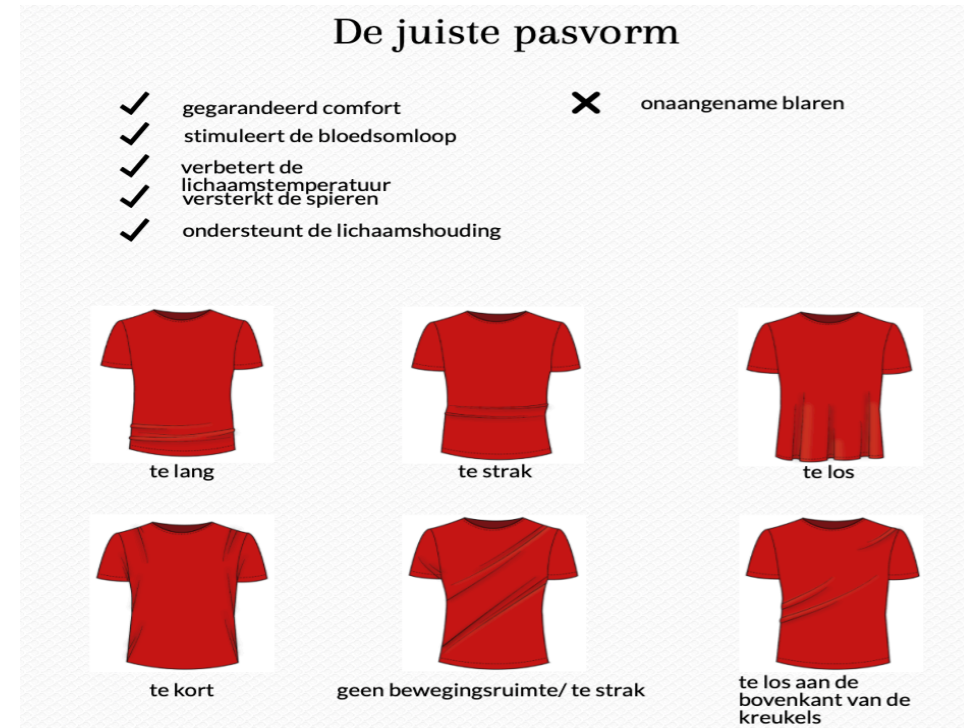 De juiste pasvorm
gegarandeerd comfort
stimuleert de bloedsomloop
verbetert de
lichaamstemperatuur
versterkt de spieren
ondersteunt de lichaamshouding
onaangename blaren
te lang
te strak
te los
te kort
geen bewegingsruimte/ te strak
te los aan de
bovenkant van de
kreukels